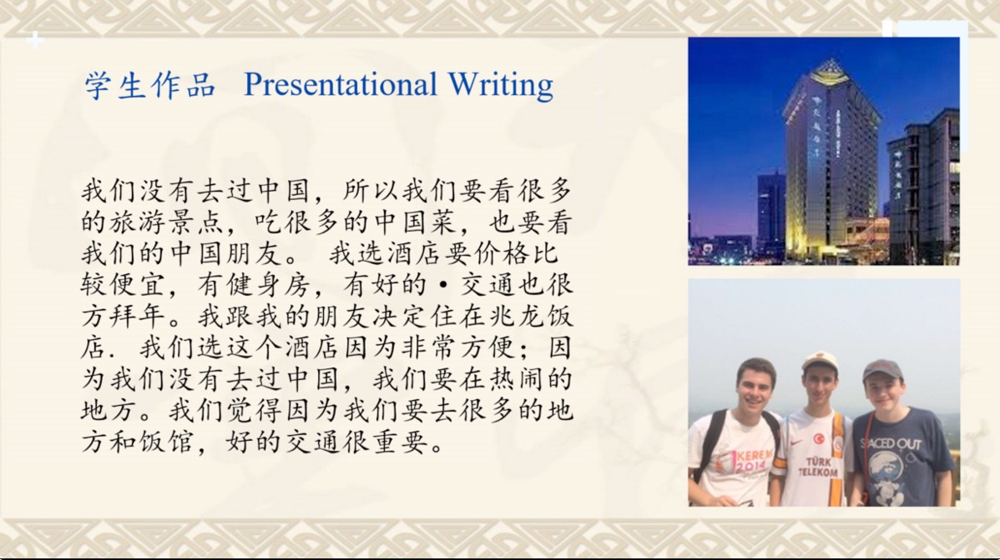 学生作品 Presentational Writing
我们没有去过中国，所以我们要看很多
的旅游景点，吃很多的中国菜，也要看
我们的中国朋友。 我选酒店要价格比
较便宜，有健身房，有好的·交通也很
方拜年。我跟我的朋友决定住在兆龙饭
店． 我们选这个酒店因为非常方便；因
为我们没有去过中国，我们要在热闹的
地方。我们觉得因为我们要去很多的地
方和饭馆，好的交通很重要。
KEREM
2014
TÜRK
TELEKOM
SPACED OUT